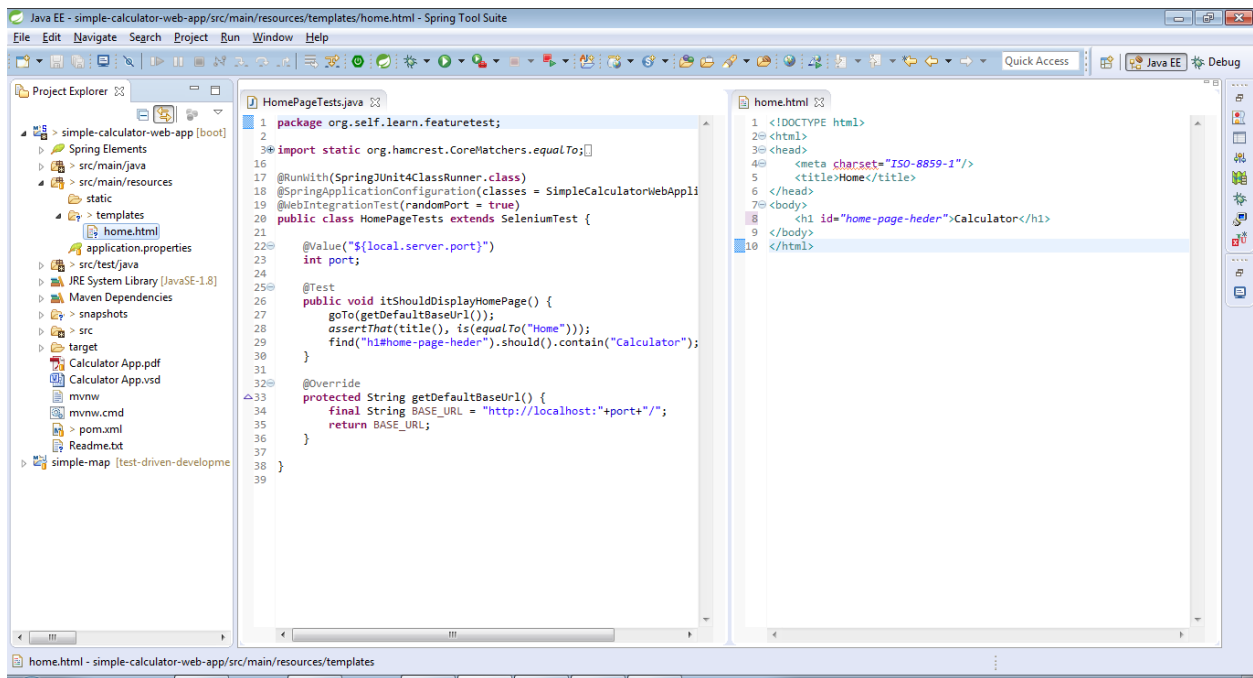 Java EE - simple-calculator-web-app/src/main/resources/templates/home.html - Spring Tool Suite
File Edit Navigate Search Project Run Window Help
Quick Access
Java EE
Debug
Project Explorer
> simple-calculator-web-app [boot]
Spring Elements
> src/main/java
> src/main/resources
static
> templates
home.html
application.properties
> src/test/java
JRE System Library [JavaSE-1.8]
Maven Dependencies
> snapshots
> src
target
Calculator App.pdf
Calculator App.vsd
mvnw
mvnw.cmd
> pom.xml
Readme.txt
simple-map [test-driven-developme
HomePageTests.java
1 package org.self.learn.featuretest;
2
3 import static org.hamcrest.CoreMatchers.equalTo;
16
17 @RunWith(SpringJUnit4ClassRunner.class)
18 @SpringApplicationConfiguration(classes = SimpleCalculatorWebAppli
19 @WebIntegrationTest(randomPort = true)
20 public class HomePageTests extends SeleniumTest {
21
22 @Value("${local.server.port}")
23 int port;
24
25 @Test
26 public void itShouldDisplayHomePage() {
27 goTo(getDefaultBaseUrl());
28 assertThat(title(), is(equalTo("Home")));
29 find("h1#home-page-heder").should().contain("Calculator");
30 }
31
32 @Override
33 protected String getDefaultBaseUrl() {
34 final String BASE_URL = "http://localhost:"+port+"/";
35 return BASE_URL;
36 }
37
38 }
39
home.html
1 <!DOCTYPE html>
2 <html>
3 <head>
4 <meta charset="ISO-8859-1"/>
5 <title>Home</title>
6 </head>
7 <body>
8 <h1 id="home-page-heder">Calculator</h1>
9 </body>
10 </html>
home.html - simple-calculator-web-app/src/main/resources/templates